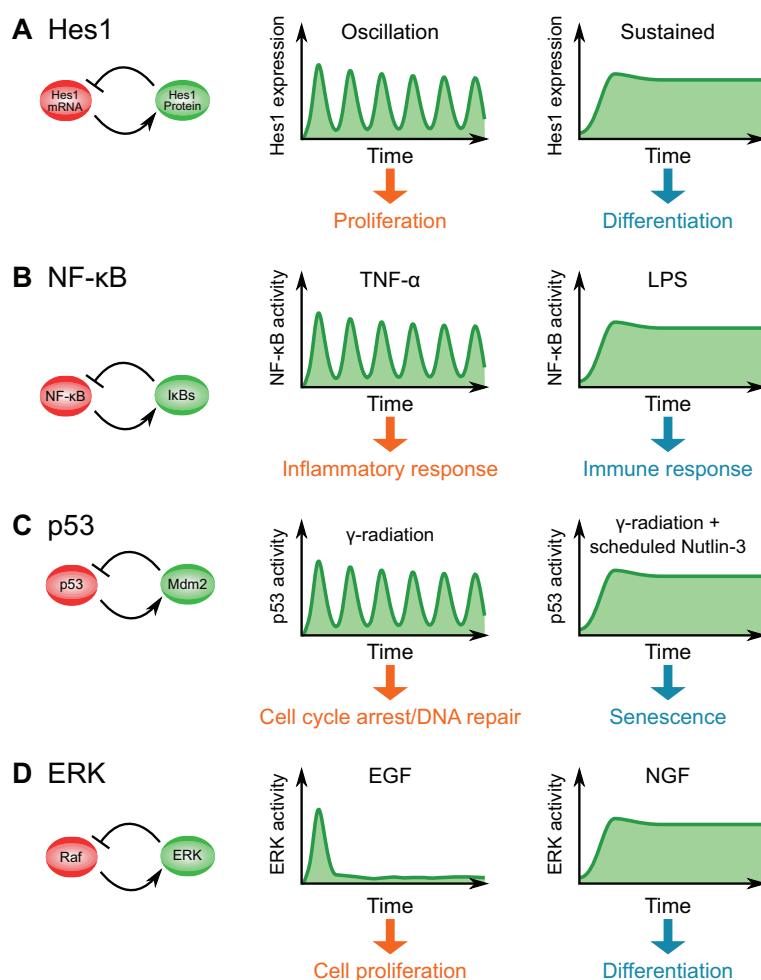 A Hes1
Hes1
mRNA
Hes1
Protein
Hes1 expression
Oscillation
Time
Proliferation
Hes1 expression
Sustained
Time
Differentiation
B NF-κB
NF-κB
IκBs
NF-κB activity
TNF-α
Time
Inflammatory response
NF-κB activity
LPS
Time
Immune response
C p53
p53
Mdm2
p53 activity
γ-radiation
Time
Cell cycle arrest/DNA repair
p53 activity
γ-radiation +
scheduled Nutlin-3
Time
Senescence
D ERK
Raf
ERK
ERK activity
EGF
Time
Cell proliferation
ERK activity
NGF
Time
Differentiation